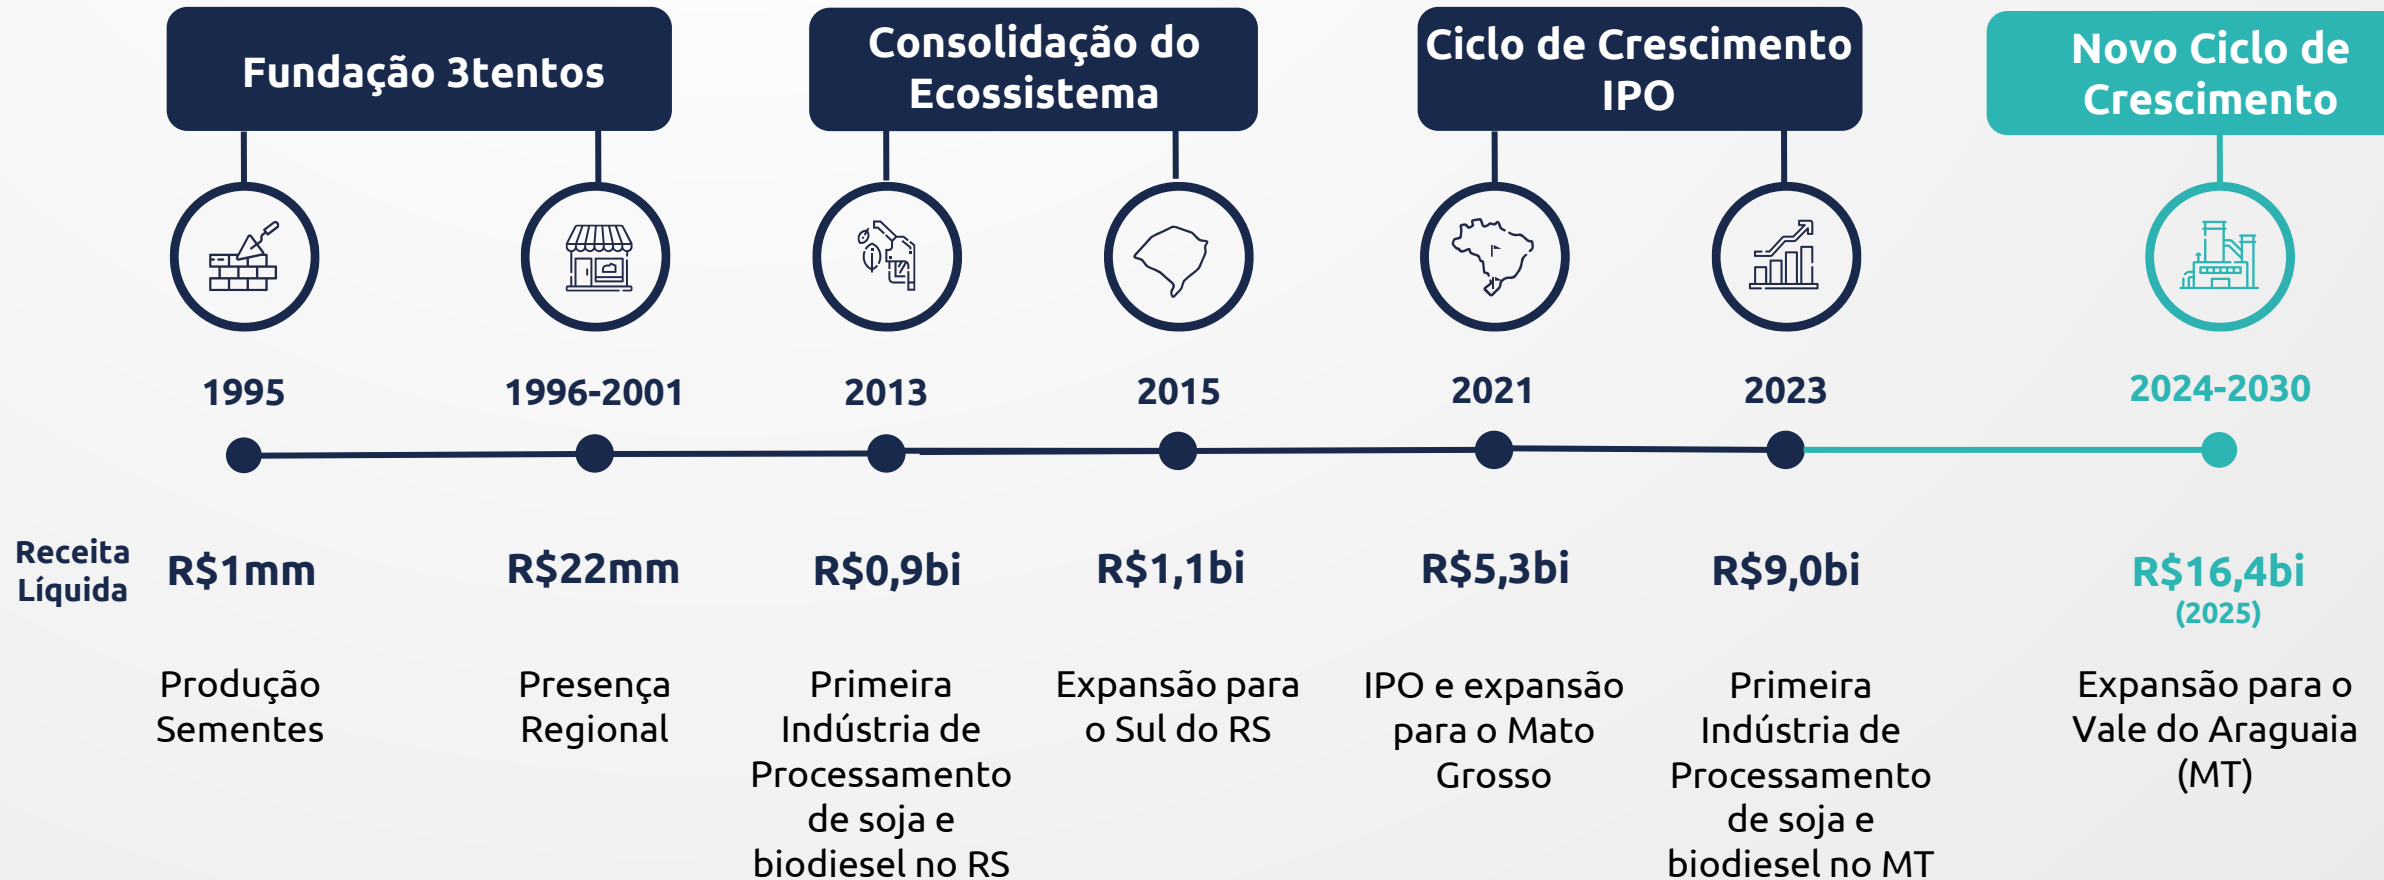 Fundação 3tentos
Consolidação do
Ecossistema
Ciclo de Crescimento
IPO
Novo Ciclo de
Crescimento
1995
1996-2001
2013
2015
2021
2023
2024-2030
Receita
Líquida
R$1mm
R$22mm
R$0,9bi
R$1,1bi
R$5,3bi
R$9,0bi
R$16,4bi
(2025)
Produção
Sementes
Presença
Regional
Primeira
Indústria de
Processamento
de soja e
biodiesel no RS
Expansão para
o Sul do RS
IPO e expansão
para o Mato
Grosso
Primeira
Indústria de
Processamento
de soja e
biodiesel no MT
Expansão para o
Vale do Araguaia
(MT)